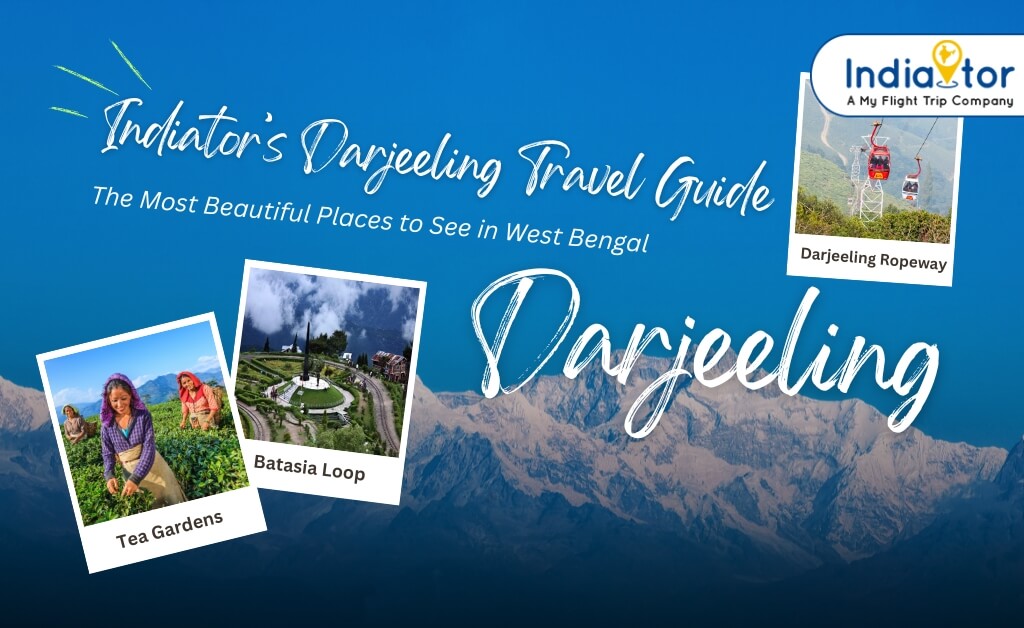 Indiator
A My Flight Trip Company
Indiator's Darjeeling Travel Guide
The Most Beautiful Places to See in West Bengal
Darjeeling Ropeway
Darjeeling
Batasia Loop
Tea Gardens